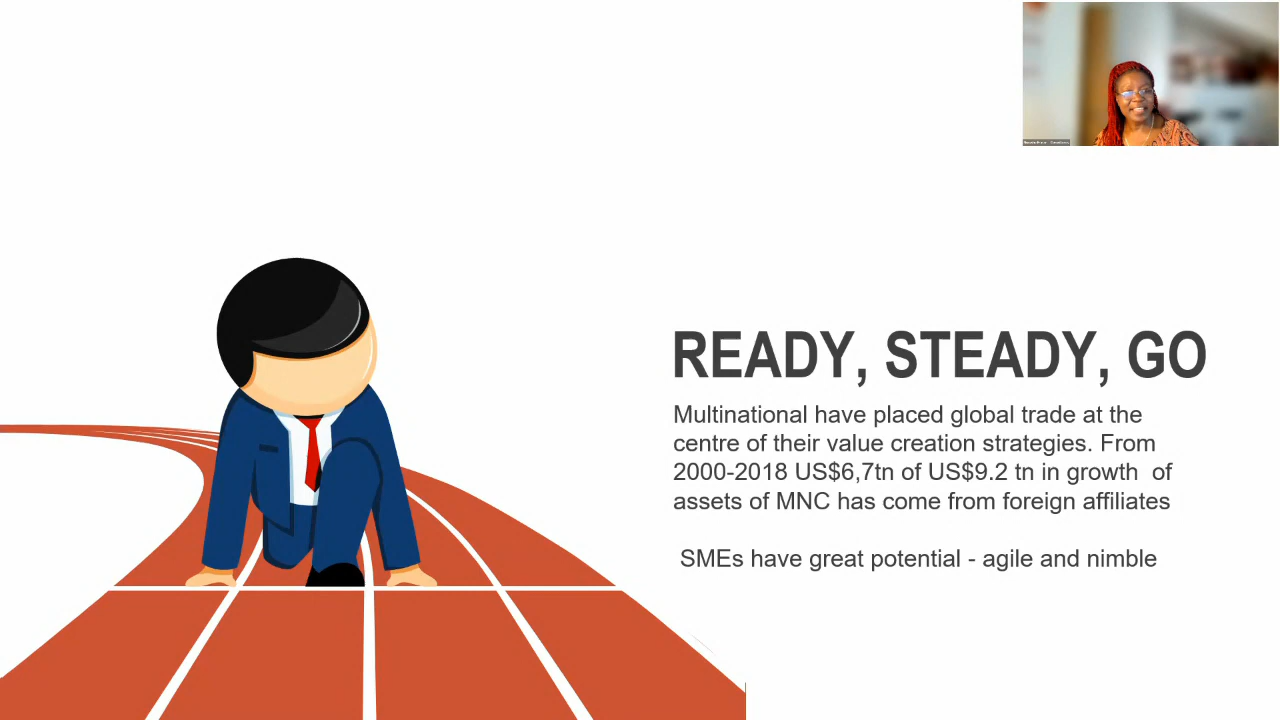 READY, STEADY, GO
Multinational have placed global trade at the
centre of their value creation strategies. From
2000-2018 US$6,7tn of US$9.2 tn in growth  of
assets of MNC has come from foreign affiliates
SMEs have great potential - agile and nimble